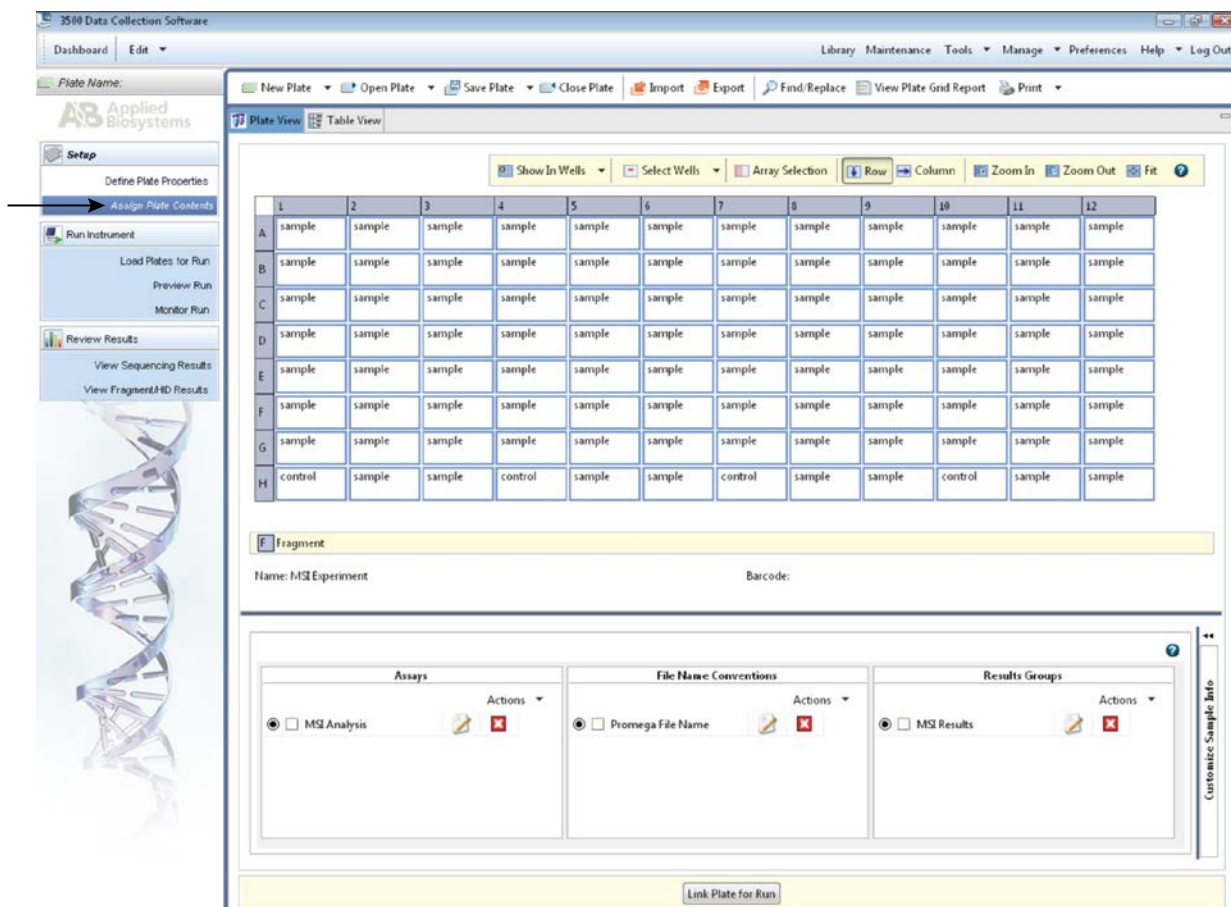 3500 Data Collection Software
Dashboard Edit Library Maintenance Tools Manage Preferences Help Log Out
Plate Name:
AB Applied Biosystems
Setup
Define Plate Properties
Assign Plate Contents
Run Instrument
Load Plates for Run
Preview Run
Monitor Run
Review Results
View Sequencing Results
View Fragment/HID Results
New Plate Open Plate Save Plate Close Plate Import Export Find/Replace View Plate Grid Report Print
Plate View Table View
Show In Wells Select Wells Array Selection Row Column Zoom In Zoom Out Fit
1 2 3 4 5 6 7 8 9 10 11 12
A sample sample sample sample sample sample sample sample sample sample sample sample
B sample sample sample sample sample sample sample sample sample sample sample sample
C sample sample sample sample sample sample sample sample sample sample sample sample
D sample sample sample sample sample sample sample sample sample sample sample sample
E sample sample sample sample sample sample sample sample sample sample sample sample
F sample sample sample sample sample sample sample sample sample sample sample sample
G sample sample sample sample sample sample sample sample sample sample sample sample
H control sample sample control sample sample control sample sample control sample sample
F Fragment
Name: MSI Experiment Barcode:
Assays File Name Conventions Results Groups
Actions Actions Actions
MSI Analysis Promega File Name MSI Results
Customize Sample Info
Link Plate for Run